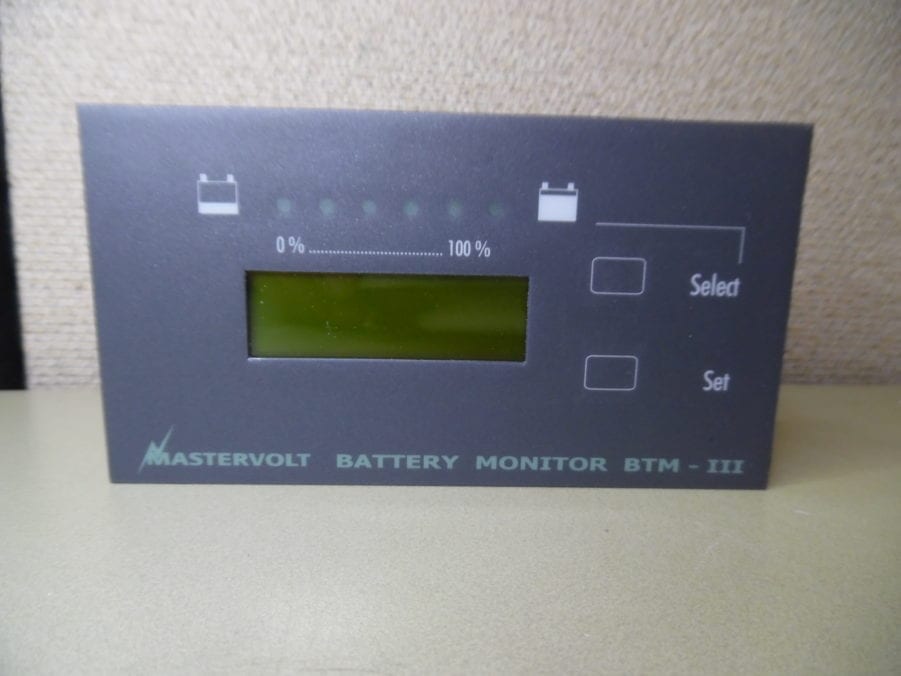 0 % ........................................... 100 %
Select
Set
MASTERVOLT BATTERY MONITOR BTM - III